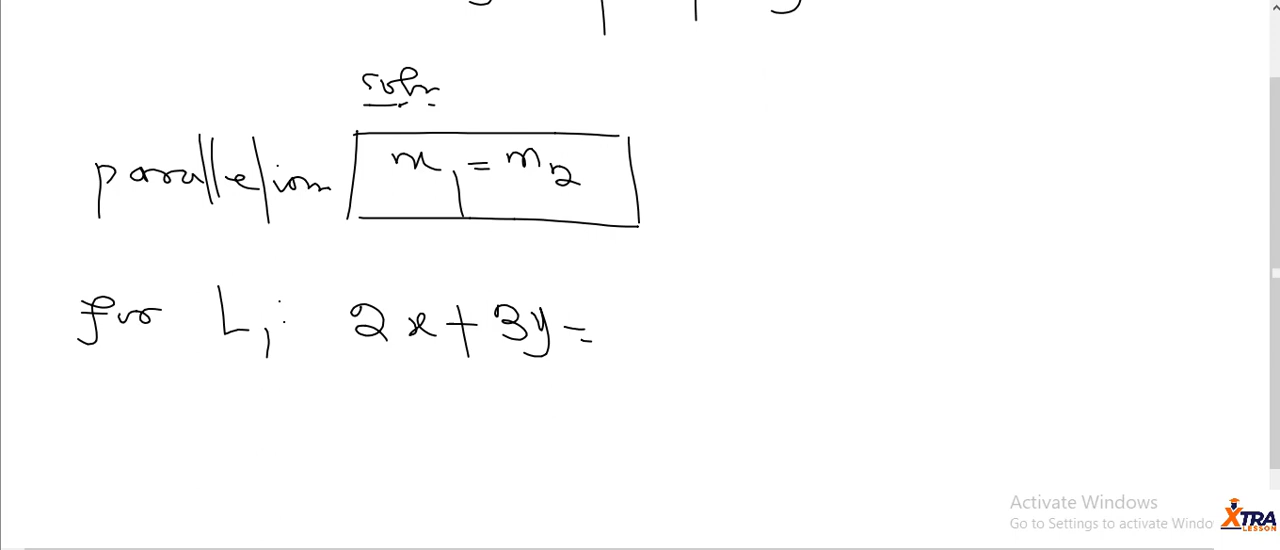 soln
parallelism m₁ = m₂
for L₁: 2x + 3y =
Activate Windows
Go to Settings to activate Windo
XTRA
LESSON